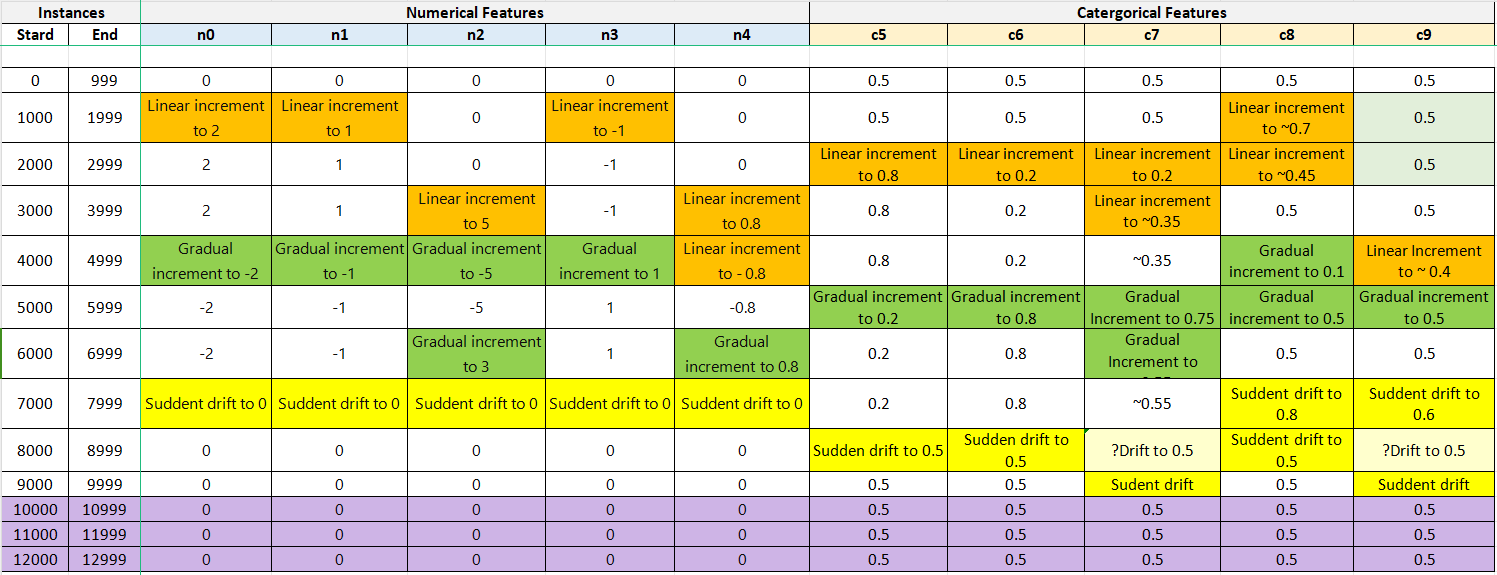 Instances Numerical Features Catergorical Features
Stard End n0 n1 n2 n3 n4 c5 c6 c7 c8 c9
0 999 0 0 0 0 0 0.5 0.5 0.5 0.5 0.5
Linear increment Linear increment Linear increment Linear increment
1000 1999 0 0 0.5 0.5 0.5 0.5
to 2 to 1 to -1 to ~0.7
Linear increment Linear increment Linear increment Linear increment
2000 2999 2 1 0 -1 0 0.5
to 0.8 to 0.2 to 0.2 to ~0.45
Linear increment Linear increment Linear increment
3000 3999 2 1 -1 0.8 0.2 0.5 0.5
to 5 to 0.8 to ~0.35
Gradual Gradual increment Gradual increment Gradual Linear increment Gradual Linear Increment
4000 4999 0.8 0.2 ~0.35
increment to -2 to -1 to -5 increment to 1 to - 0.8 increment to 0.1 to ~ 0.4
Gradual increment Gradual increment Gradual Gradual Gradual increment
5000 5999 -2 -1 -5 1 -0.8
to 0.2 to 0.8 Increment to 0.75 increment to 0.5 to 0.5
Gradual increment Gradual Gradual
6000 6999 -2 -1 1 0.2 0.8 0.5 0.5
to 3 increment to 0.8 Increment to
Suddent drift to Suddent drift to
7000 7999 Suddent drift to 0 Suddent drift to 0 Suddent drift to 0 Suddent drift to 0 Suddent drift to 0 0.2 0.8 ~0.55
0.8 0.6
Sudden drift to Suddent drift to
8000 8999 0 0 0 0 0 Sudden drift to 0.5 ?Drift to 0.5 ?Drift to 0.5
0.5 0.5
9000 9999 0 0 0 0 0 0.5 0.5 Sudent drift 0.5 Suddent drift
10000 10999 0 0 0 0 0 0.5 0.5 0.5 0.5 0.5
11000 11999 0 0 0 0 0 0.5 0.5 0.5 0.5 0.5
12000 12999 0 0 0 0 0 0.5 0.5 0.5 0.5 0.5